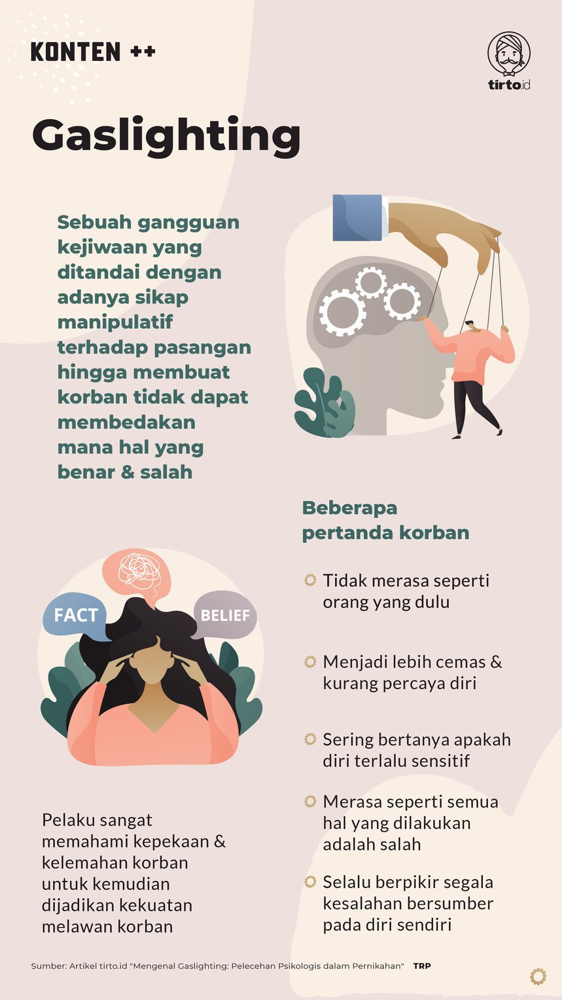 KONTEN ++
tirto.id
Gaslighting
Sebuah gangguan
kejiwaan yang
ditandai dengan
adanya sikap
manipulatif
terhadap pasangan
hingga membuat
korban tidak dapat
membedakan
mana hal yang
benar & salah
FACT
BELIEF
Pelaku sangat
memahami kepekaan &
kelemahan korban
untuk kemudian
dijadikan kekuatan
melawan korban
Beberapa
pertanda korban
Tidak merasa seperti
orang yang dulu
Menjadi lebih cemas &
kurang percaya diri
Sering bertanya apakah
diri terlalu sensitif
Merasa seperti semua
hal yang dilakukan
adalah salah
Selalu berpikir segala
kesalahan bersumber
pada diri sendiri
Sumber: Artikel tirto.id "Mengenal Gaslighting: Pelecehan Psikologis dalam Pernikahan" TRP